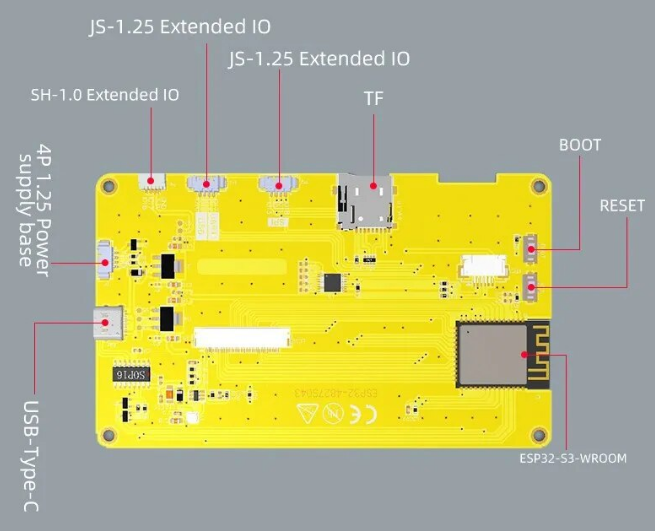 JS-1.25 Extended IO
JS-1.25 Extended IO
SH-1.0 Extended IO
TF
BOOT
RESET
4P 1.25 Power
supply base
USB-Type-C
SOP16
ESP32-4827S043
CE
ESP32-S3-WROOM